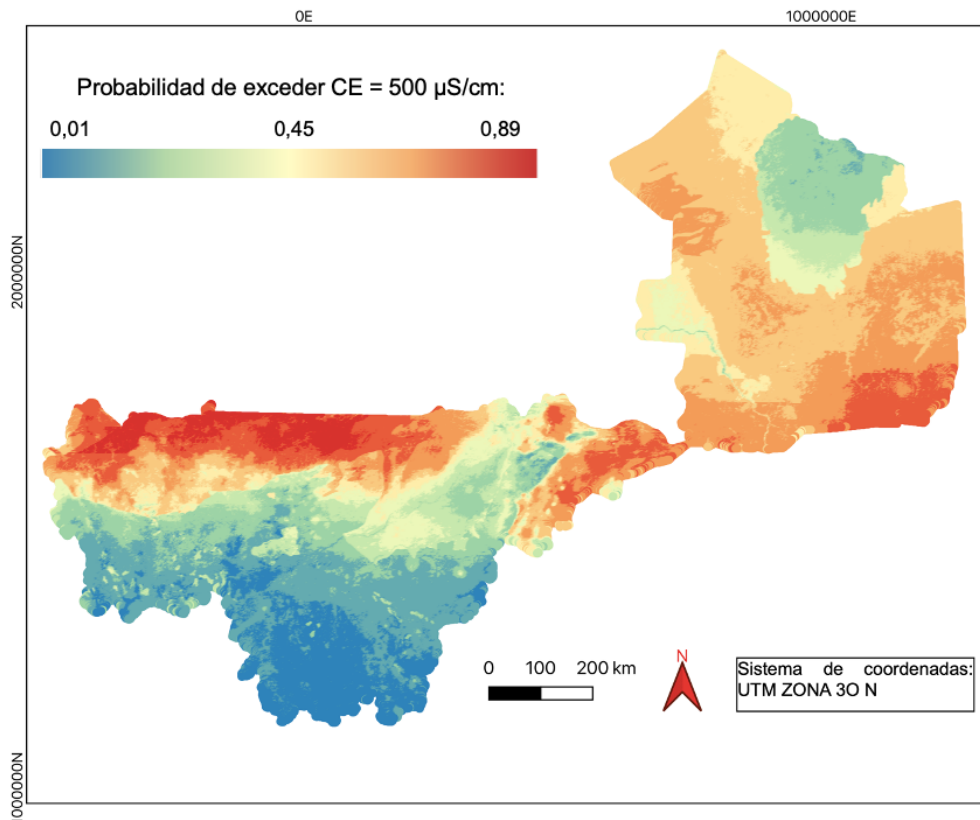 0E 1000000E
Probabilidad de exceder CE = 500 µS/cm:
0,01 0,45 0,89
2000000N
0 100 200 km
N
Sistema de coordenadas:
UTM ZONA 3O N
1000000N